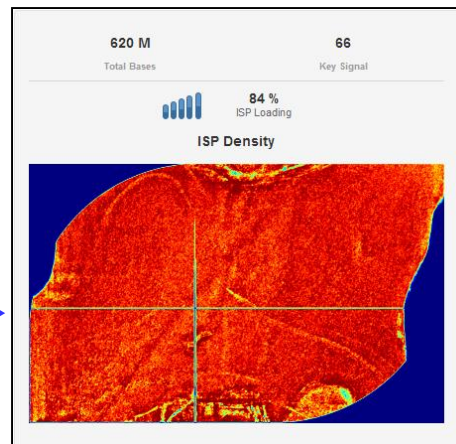 620 M 66
Total Bases Key Signal
84 %
ISP Loading
ISP Density